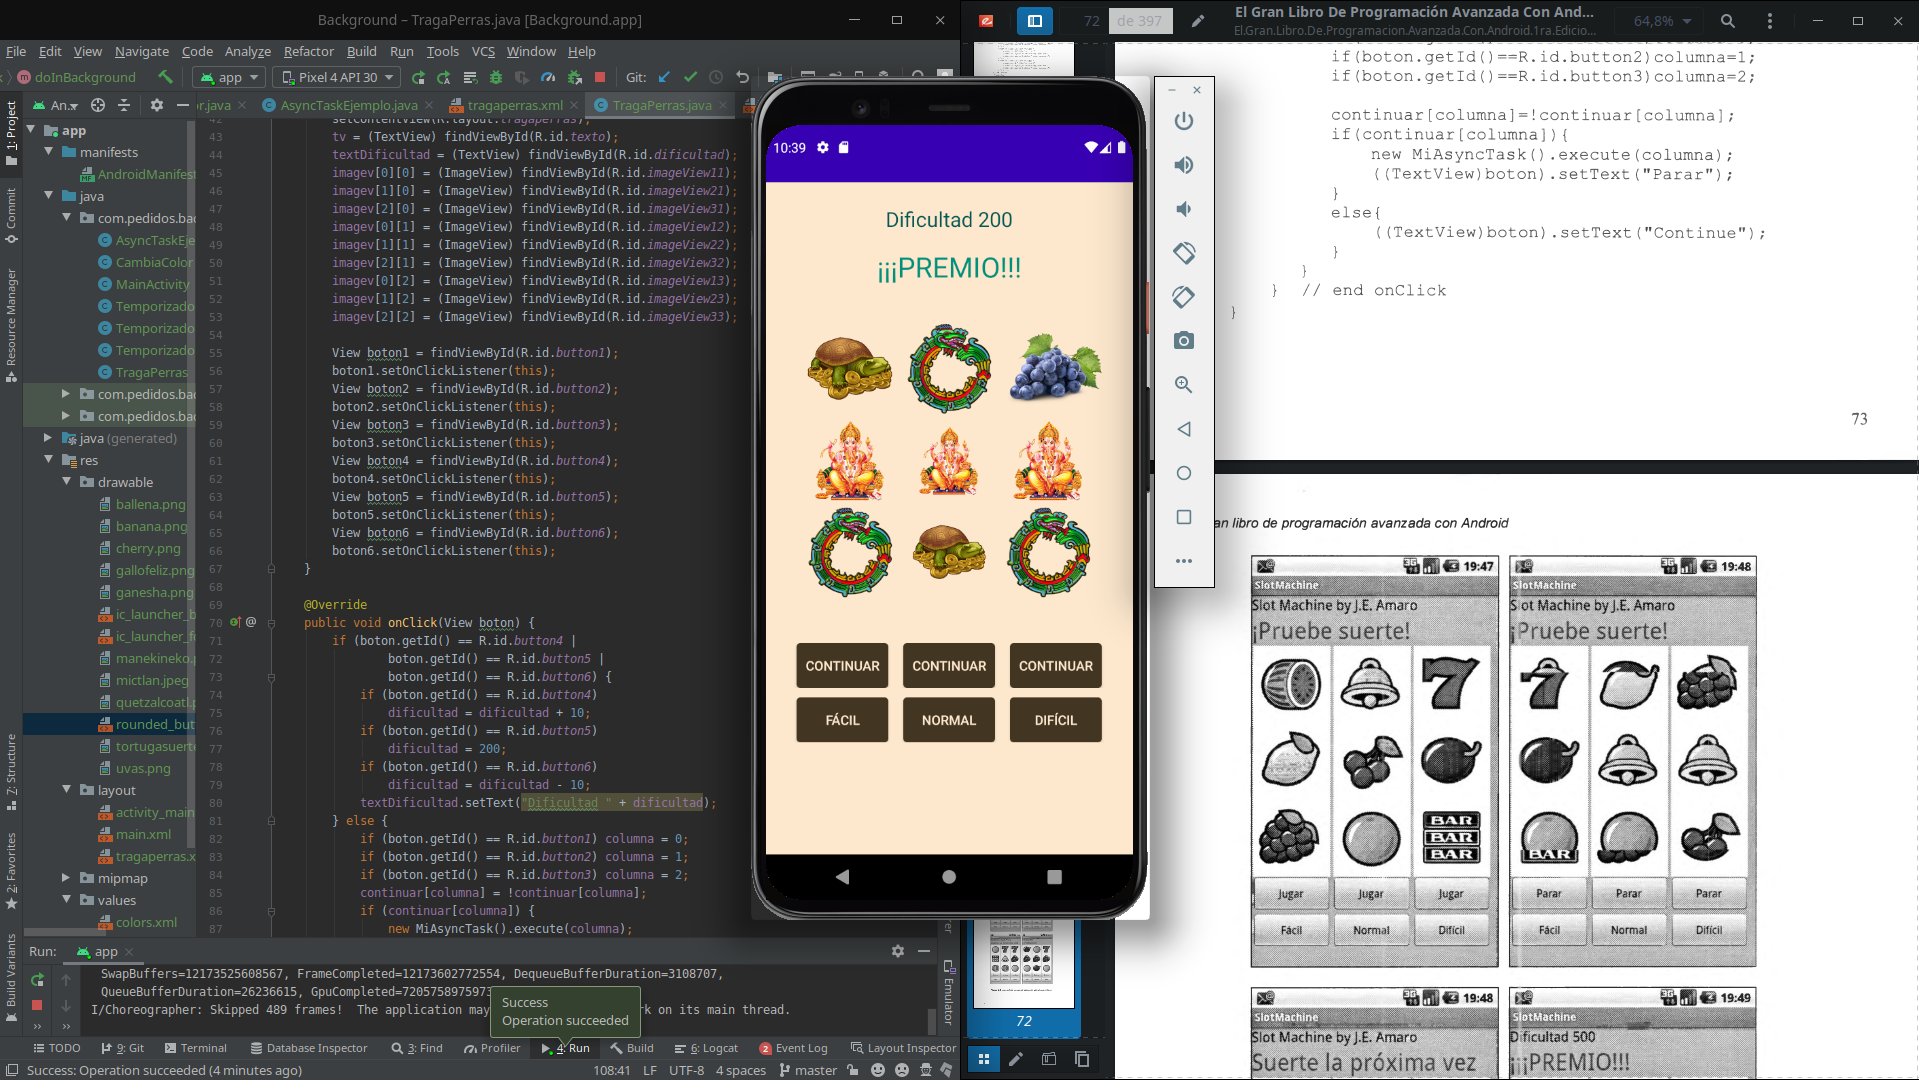 Background – TragaPerras.java [Background.app]
File Edit View Navigate Code Analyze Refactor Build Run Tools VCS Window Help
doInBackground
app
Pixel 4 API 30
Git:
An..
r.java
AsyncTaskEjemplo.java
tragaperras.xml
TragaPerras.java
1: Project
Commit
Resource Manager
7: Structure
2: Favorites
Build Variants
app
manifests
AndroidManifest
java
com.pedidos.bac
AsyncTaskEje
CambiaColor
MainActivity
Temporizado
Temporizado
Temporizado
TragaPerras
com.pedidos.bac
com.pedidos.bac
java (generated)
res
drawable
ballena.png
banana.png
cherry.png
gallofeliz.png
ganesha.png
ic_launcher_b
ic_launcher_fo
manekineko.p
mictlan.jpeg
quetzalcoatl.
rounded_butt
tortugasuerte
uvas.png
layout
activity_main
main.xml
tragaperras.x
mipmap
values
colors.xml
42 setContentView(R.layout.tragaperras);
43 tv = (TextView) findViewById(R.id.texto);
44 textDificultad = (TextView) findViewById(R.id.dificultad);
45 imagev[0][0] = (ImageView) findViewById(R.id.imageView11);
46 imagev[1][0] = (ImageView) findViewById(R.id.imageView21);
47 imagev[2][0] = (ImageView) findViewById(R.id.imageView31);
48 imagev[0][1] = (ImageView) findViewById(R.id.imageView12);
49 imagev[1][1] = (ImageView) findViewById(R.id.imageView22);
50 imagev[2][1] = (ImageView) findViewById(R.id.imageView32);
51 imagev[0][2] = (ImageView) findViewById(R.id.imageView13);
52 imagev[1][2] = (ImageView) findViewById(R.id.imageView23);
53 imagev[2][2] = (ImageView) findViewById(R.id.imageView33);
54
55 View boton1 = findViewById(R.id.button1);
56 boton1.setOnClickListener(this);
57 View boton2 = findViewById(R.id.button2);
58 boton2.setOnClickListener(this);
59 View boton3 = findViewById(R.id.button3);
60 boton3.setOnClickListener(this);
61 View boton4 = findViewById(R.id.button4);
62 boton4.setOnClickListener(this);
63 View boton5 = findViewById(R.id.button5);
64 boton5.setOnClickListener(this);
65 View boton6 = findViewById(R.id.button6);
66 boton6.setOnClickListener(this);
67 }
68
69 @Override
70 public void onClick(View boton) {
71 if (boton.getId() == R.id.button4 |
72 boton.getId() == R.id.button5 |
73 boton.getId() == R.id.button6) {
74 if (boton.getId() == R.id.button4)
75 dificultad = dificultad + 10;
76 if (boton.getId() == R.id.button5)
77 dificultad = 200;
78 if (boton.getId() == R.id.button6)
79 dificultad = dificultad - 10;
80 textDificultad.setText("Dificultad " + dificultad);
81 } else {
82 if (boton.getId() == R.id.button1) columna = 0;
83 if (boton.getId() == R.id.button2) columna = 1;
84 if (boton.getId() == R.id.button3) columna = 2;
85 continuar[columna] = !continuar[columna];
86 if (continuar[columna]) {
87 new MiAsyncTask().execute(columna);
Run: app
SwapBuffers=12173525608567, FrameCompleted=12173602772554, DequeueBufferDuration=3108707,
QueueBufferDuration=26236615, GpuCompleted=7205758975973
I/Choreographer: Skipped 489 frames! The application may rk on its main thread.
Success
Operation succeeded
Emulator
TODO 9: Git Terminal Database Inspector 3: Find Profiler 4: Run Build 6: Logcat 2 Event Log Layout Inspector
Success: Operation succeeded (4 minutes ago)
108:41 LF UTF-8 4 spaces master
10:39
Dificultad 200
¡¡¡PREMIO!!!
CONTINUAR CONTINUAR CONTINUAR
FÁCIL NORMAL DIFÍCIL
72 de 397
El Gran Libro De Programación Avanzada Con And...
El.Gran.Libro.De.Programacion.Avanzada.Con.Android.1ra.Edicio...
64,8%
if(boton.getId()==R.id.button2)columna=1;
if(boton.getId()==R.id.button3)columna=2;
continuar[columna]=!continuar[columna];
if(continuar[columna]){
new MiAsyncTask().execute(columna);
((TextView)boton).setText("Parar");
}
else{
((TextView)boton).setText("Continue");
}
}
} // end onClick
}
73
an libro de programación avanzada con Android
19:47
SlotMachine
Slot Machine by J.E. Amaro
¡Pruebe suerte!
BAR
BAR
BAR
Jugar Jugar Jugar
Fácil Normal Difícil
19:48
SlotMachine
Slot Machine by J.E. Amaro
¡Pruebe suerte!
BAR
Parar Parar Parar
Fácil Normal Difícil
19:48
SlotMachine
Slot Machine by J.E. Amaro
Suerte la próxima vez
19:49
SlotMachine
Dificultad 500
¡¡¡PREMIO!!!
72